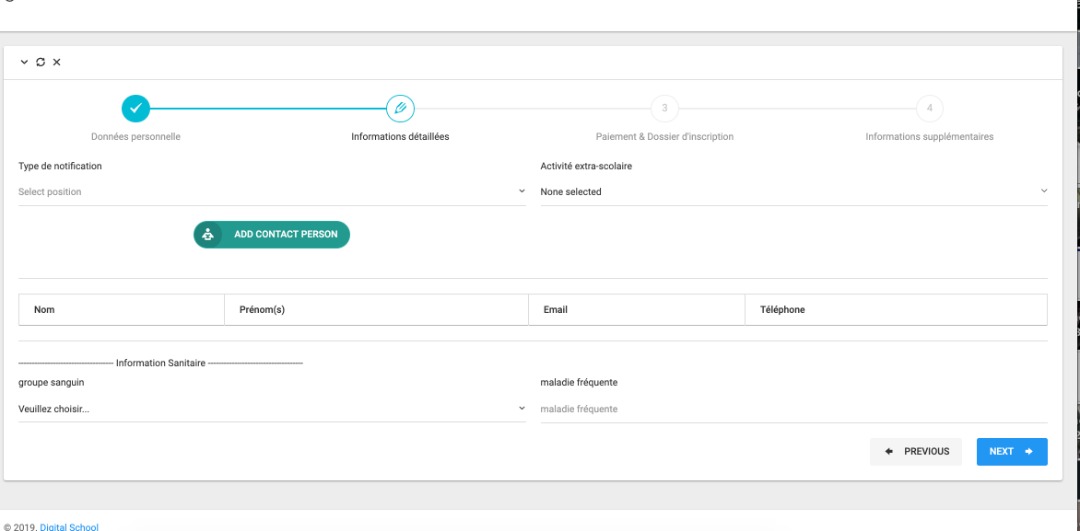 Données personnelle
Informations détaillées
3
Paiement & Dossier d'inscription
4
Informations supplémentaires
Type de notification
Activité extra-scolaire
Select position
None selected
ADD CONTACT PERSON
Nom Prénom(s) Email Téléphone
------------------------------------ Information Sanitaire ------------------------------------
groupe sanguin
maladie fréquente
Veuillez choisir...
maladie fréquente
PREVIOUS
NEXT
© 2019. Digital School